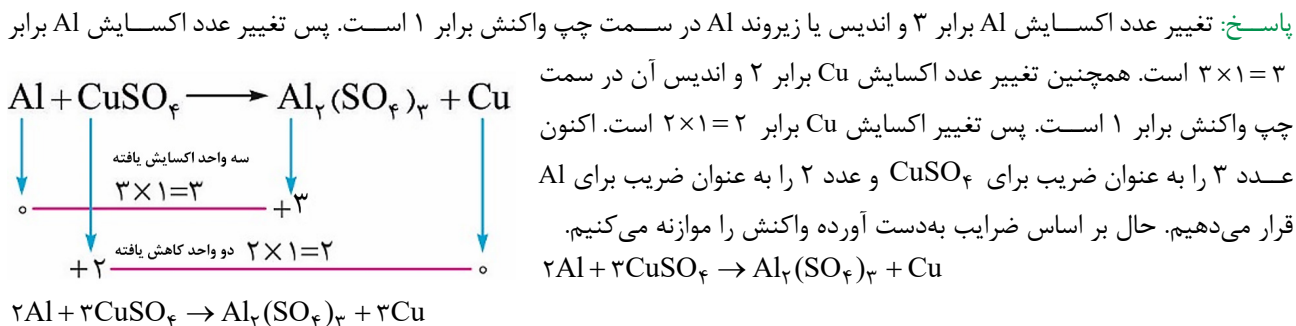 پاسخ: تغییر عدد اکسایش Al برابر ۳ و اندیس یا زیروند Al در سمت چپ واکنش برابر ۱ است. پس تغییر عدد اکسایش Al برابر
۳×۱=۳ است. همچنین تغییر عدد اکسایش Cu برابر ۲ و اندیس آن در سمت
چپ واکنش برابر ۱ است. پس تغییر اکسایش Cu برابر ۲×۱=۲ است. اکنون
عدد ۳ را به عنوان ضریب برای CuSO۴ و عدد ۲ را به عنوان ضریب برای Al
قرار می‌دهیم. حال بر اساس ضرایب به‌دست آورده واکنش را موازنه می‌کنیم.
۲Al+۳CuSO۴ → Al۲(SO۴)۳ + Cu
Al + CuSO۴ → Al۲(SO۴)۳ + Cu
سه واحد اکسایش یافته
۳×۱=۳
۰ +۳
دو واحد کاهش یافته ۲×۱=۲
+۲ ۰
۲Al+۳CuSO۴ → Al۲(SO۴)۳ +۳Cu